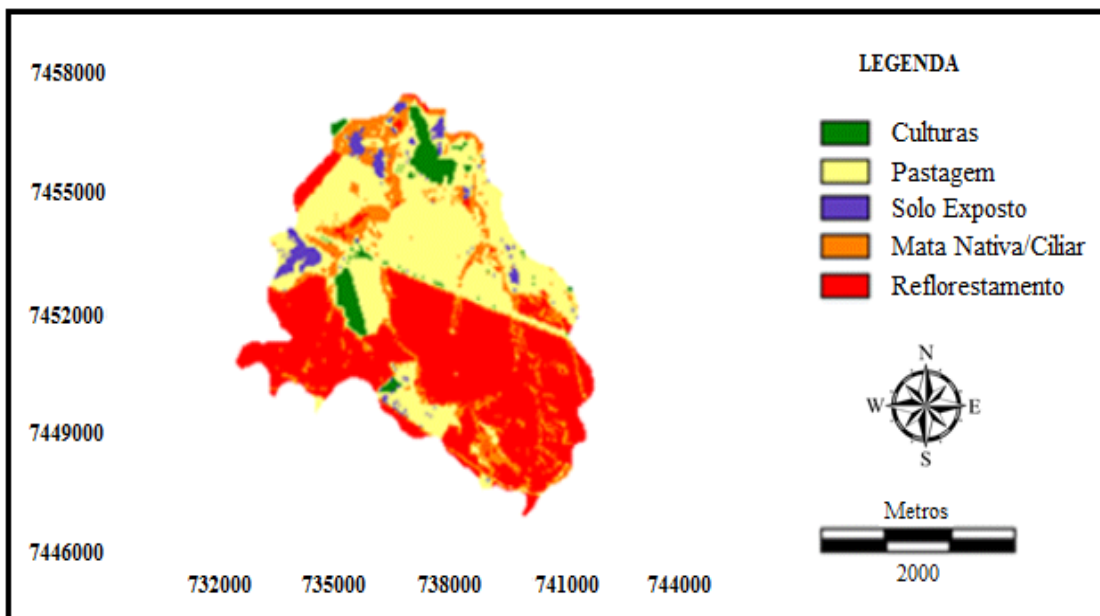 7458000
7455000
7452000
7449000
7446000
732000 735000 738000 741000 744000
LEGENDA
Culturas
Pastagem
Solo Exposto
Mata Nativa/Ciliar
Reflorestamento
N
W E
S
Metros
2000